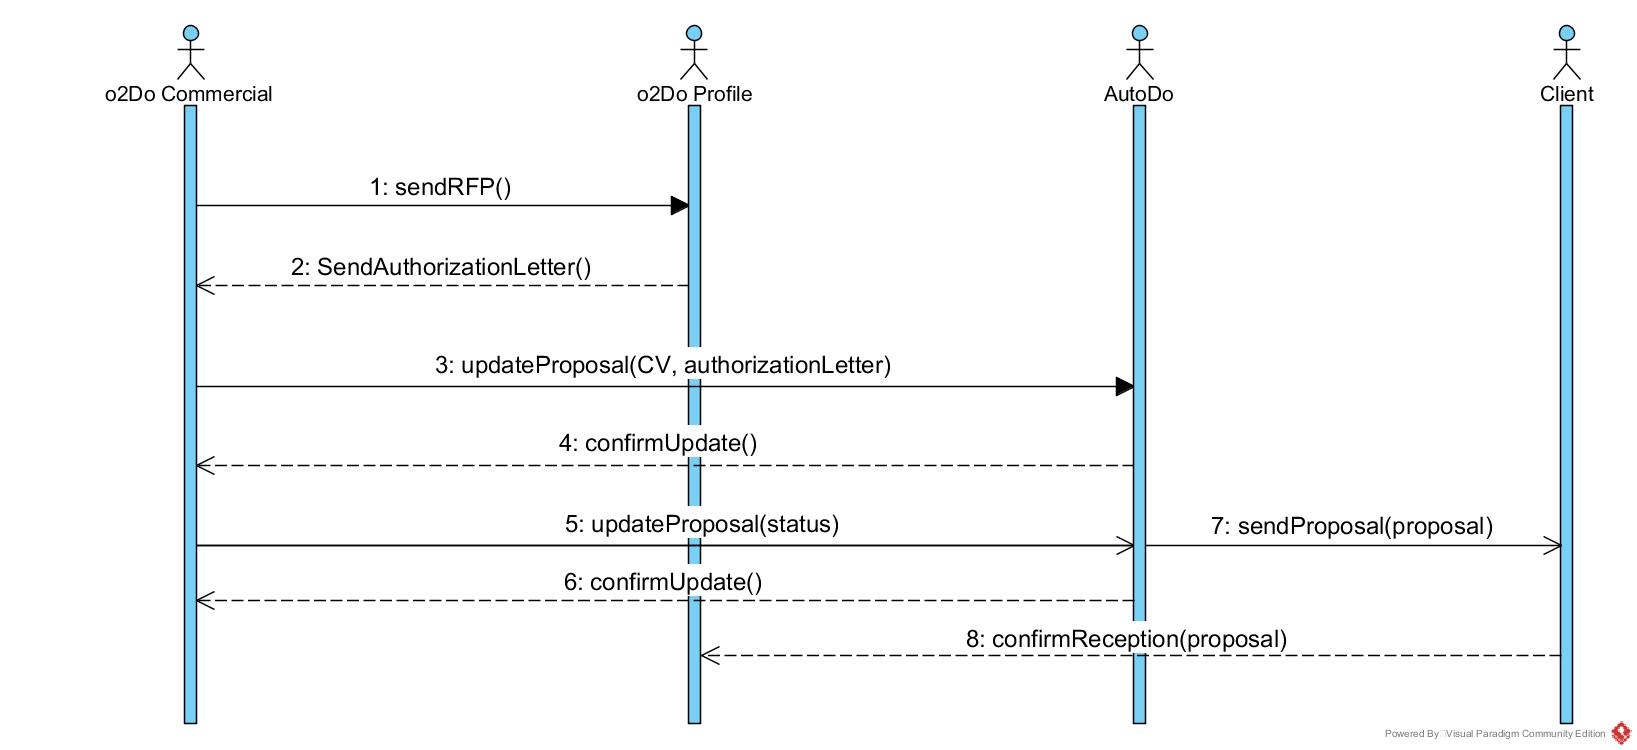 o2Do Commercial
o2Do Profile
AutoDo
Client
1: sendRFP()
2: SendAuthorizationLetter()
3: updateProposal(CV, authorizationLetter)
4: confirmUpdate()
5: updateProposal(status)
7: sendProposal(proposal)
6: confirmUpdate()
8: confirmReception(proposal)
Powered By Visual Paradigm Community Edition